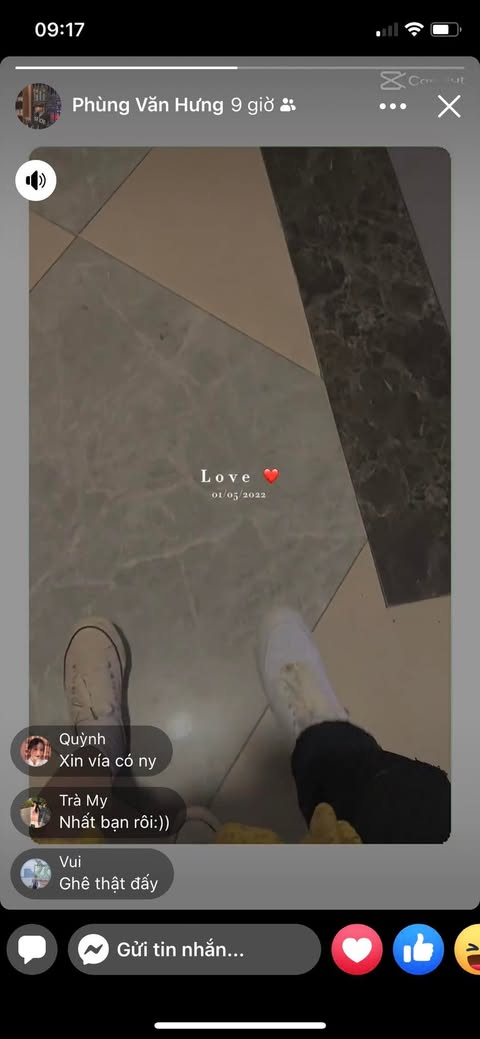 09:17
CapCut
Phùng Văn Hưng 9 giờ
Love ❤️
01/05/2022
Quỳnh
Xin vía có ny
Trà My
Nhất bạn rồi:))
Vui
Ghê thật đấy
Gửi tin nhắn...